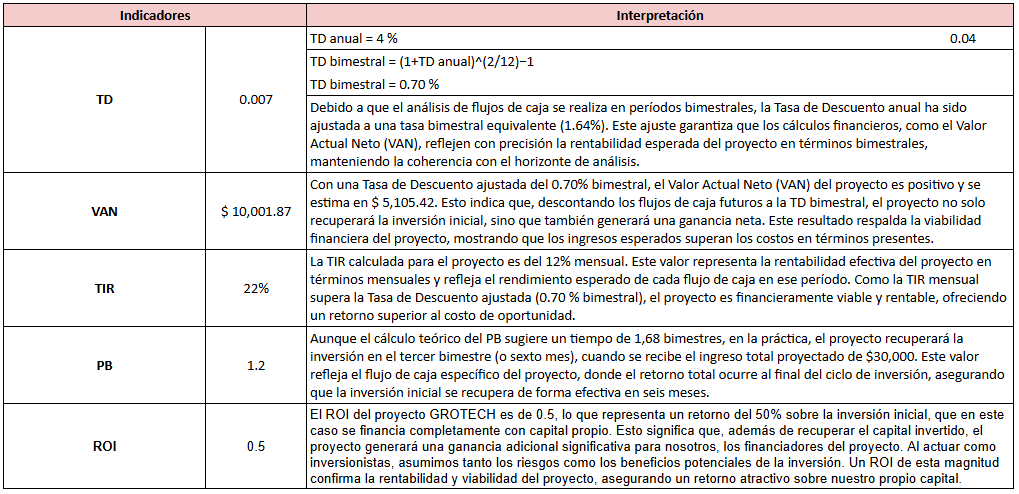 Indicadores Interpretación
TD anual = 4 % 0.04
TD bimestral = (1+TD anual)^(2/12)−1
TD bimestral = 0.70 %
TD 0.007
Debido a que el análisis de flujos de caja se realiza en períodos bimestrales, la Tasa de Descuento anual ha sido
ajustada a una tasa bimestral equivalente (1.64%). Este ajuste garantiza que los cálculos financieros, como el Valor
Actual Neto (VAN), reflejen con precisión la rentabilidad esperada del proyecto en términos bimestrales,
manteniendo la coherencia con el horizonte de análisis.
VAN $ 10,001.87
Con una Tasa de Descuento ajustada del 0.70% bimestral, el Valor Actual Neto (VAN) del proyecto es positivo y se
estima en $ 5,105.42. Esto indica que, descontando los flujos de caja futuros a la TD bimestral, el proyecto no solo
recuperará la inversión inicial, sino que también generará una ganancia neta. Este resultado respalda la viabilidad
financiera del proyecto, mostrando que los ingresos esperados superan los costos en términos presentes.
TIR 22%
La TIR calculada para el proyecto es del 12% mensual. Este valor representa la rentabilidad efectiva del proyecto en
términos mensuales y refleja el rendimiento esperado de cada flujo de caja en ese período. Como la TIR mensual
supera la Tasa de Descuento ajustada (0.70 % bimestral), el proyecto es financieramente viable y rentable, ofreciendo
un retorno superior al costo de oportunidad.
PB 1.2
Aunque el cálculo teórico del PB sugiere un tiempo de 1,68 bimestres, en la práctica, el proyecto recuperará la
inversión en el tercer bimestre (o sexto mes), cuando se recibe el ingreso total proyectado de $30,000. Este valor
refleja el flujo de caja específico del proyecto, donde el retorno total ocurre al final del ciclo de inversión, asegurando
que la inversión inicial se recupera de forma efectiva en seis meses.
ROI 0.5
El ROI del proyecto GROTECH es de 0.5, lo que representa un retorno del 50% sobre la inversión inicial, que en este
caso se financia completamente con capital propio. Esto significa que, además de recuperar el capital invertido, el
proyecto generará una ganancia adicional significativa para nosotros, los financiadores del proyecto. Al actuar como
inversionistas, asumimos tanto los riesgos como los beneficios potenciales de la inversión. Un ROI de esta magnitud
confirma la rentabilidad y viabilidad del proyecto, asegurando un retorno atractivo sobre nuestro propio capital.